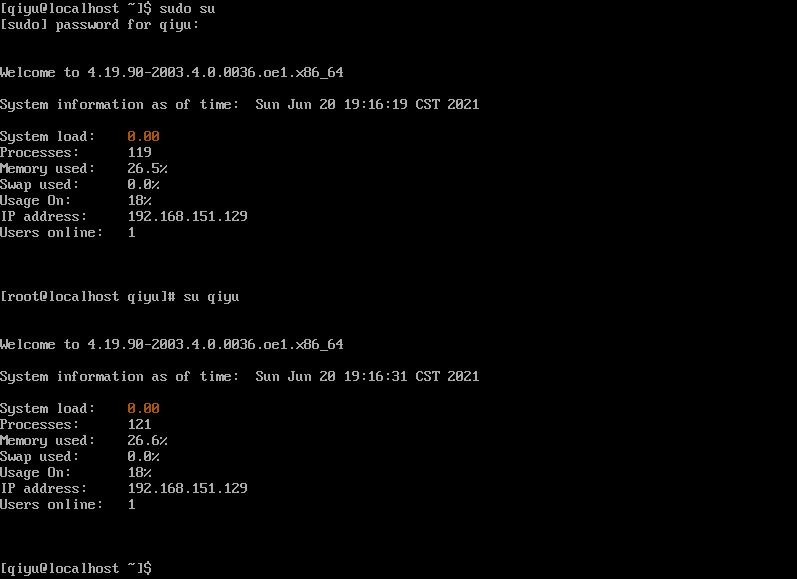 [qiyu@localhost ~]$ sudo su
[sudo] password for qiyu:
Welcome to 4.19.90-2003.4.0.0036.oe1.x86_64
System information as of time:  Sun Jun 20 19:16:19 CST 2021
System load:    0.00
Processes:      119
Memory used:    26.5%
Swap used:      0.0%
Usage On:       18%
IP address:     192.168.151.129
Users online:   1
[root@localhost qiyu]# su qiyu
Welcome to 4.19.90-2003.4.0.0036.oe1.x86_64
System information as of time:  Sun Jun 20 19:16:31 CST 2021
System load:    0.00
Processes:      121
Memory used:    26.6%
Swap used:      0.0%
Usage On:       18%
IP address:     192.168.151.129
Users online:   1
[qiyu@localhost ~]$